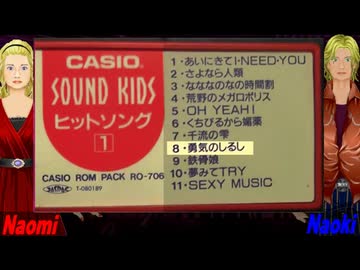 CASIO
SOUND KIDS
ヒットソング
1
CASIO ROM PACK RO-706
T-080189
1・あいにきてI・NEED・YOU
2・さよなら人類
3・なななのなの時間割
4・荒野のメガロポリス
5・OH YEAH!
6・くちびるから媚薬
7・千流の雫
8・勇気のしるし
9・鉄骨娘
10・夢みてTRY
11・SEXY MUSIC
Naomi
Naoki